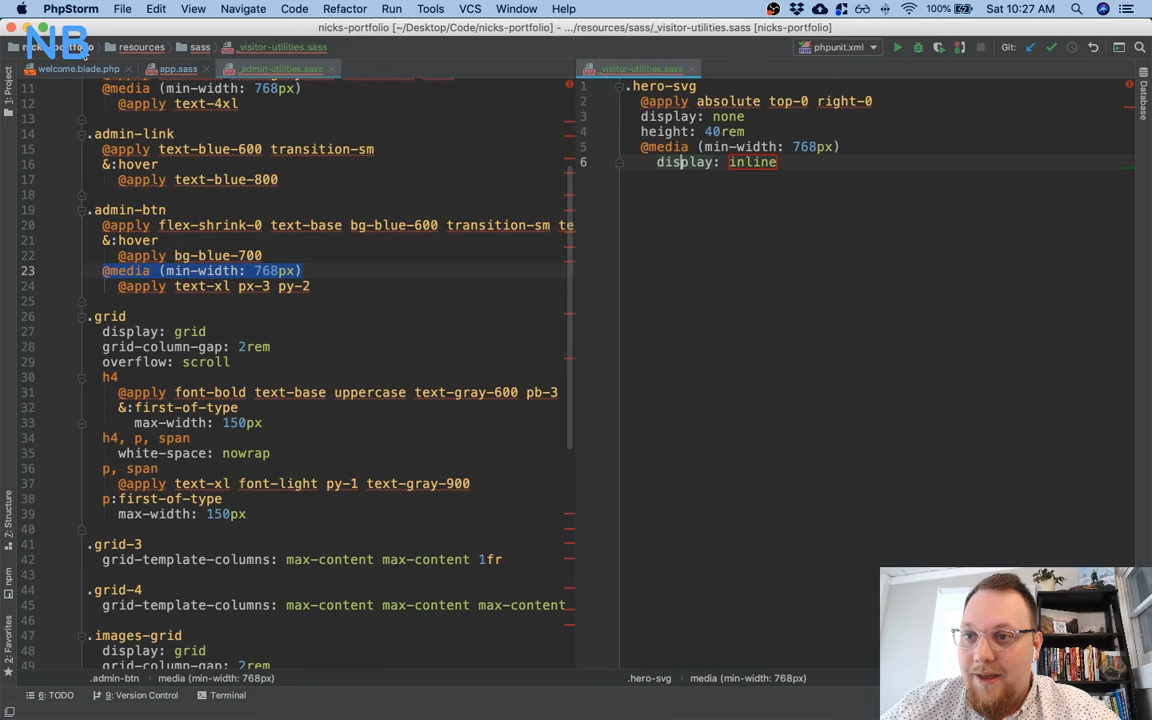 PhpStorm File Edit View Navigate Code Refactor Run Tools VCS Window Help 100% Sat 10:27 AM
nicks-portfolio [~/Desktop/Code/nicks-portfolio] - .../resources/sass/_visitor-utilities.sass
NB
nicks-portfolio resources sass _visitor-utilities.sass phpunit.xml Git:
welcome.blade.php app.sass _admin-utilities.sass _visitor-utilities.sass
1: Project
Database
7: Structure
npm
2: Favorites
11 @media (min-width: 768px)
12 @apply text-4xl
13
14 .admin-link
15 @apply text-blue-600 transition-sm
16 &:hover
17 @apply text-blue-800
18
19 .admin-btn
20 @apply flex-shrink-0 text-base bg-blue-600 transition-sm te
21 &:hover
22 @apply bg-blue-700
23 @media (min-width: 768px)
24 @apply text-xl px-3 py-2
25
26 .grid
27 display: grid
28 grid-column-gap: 2rem
29 overflow: scroll
30 h4
31 @apply font-bold text-base uppercase text-gray-600 pb-3
32 &:first-of-type
33 max-width: 150px
34 h4, p, span
35 white-space: nowrap
36 p, span
37 @apply text-xl font-light py-1 text-gray-900
38 p:first-of-type
39 max-width: 150px
40
41 .grid-3
42 grid-template-columns: max-content max-content 1fr
43
44 .grid-4
45 grid-template-columns: max-content max-content max-content
46
47 .images-grid
48 display: grid
49 grid-column-gap: 2rem
1 .hero-svg
2 @apply absolute top-0 right-0
3 display: none
4 height: 40rem
5 @media (min-width: 768px)
6 display: inline
.admin-btn › media (min-width: 768px)
.hero-svg › media (min-width: 768px)
6: TODO 9: Version Control Terminal